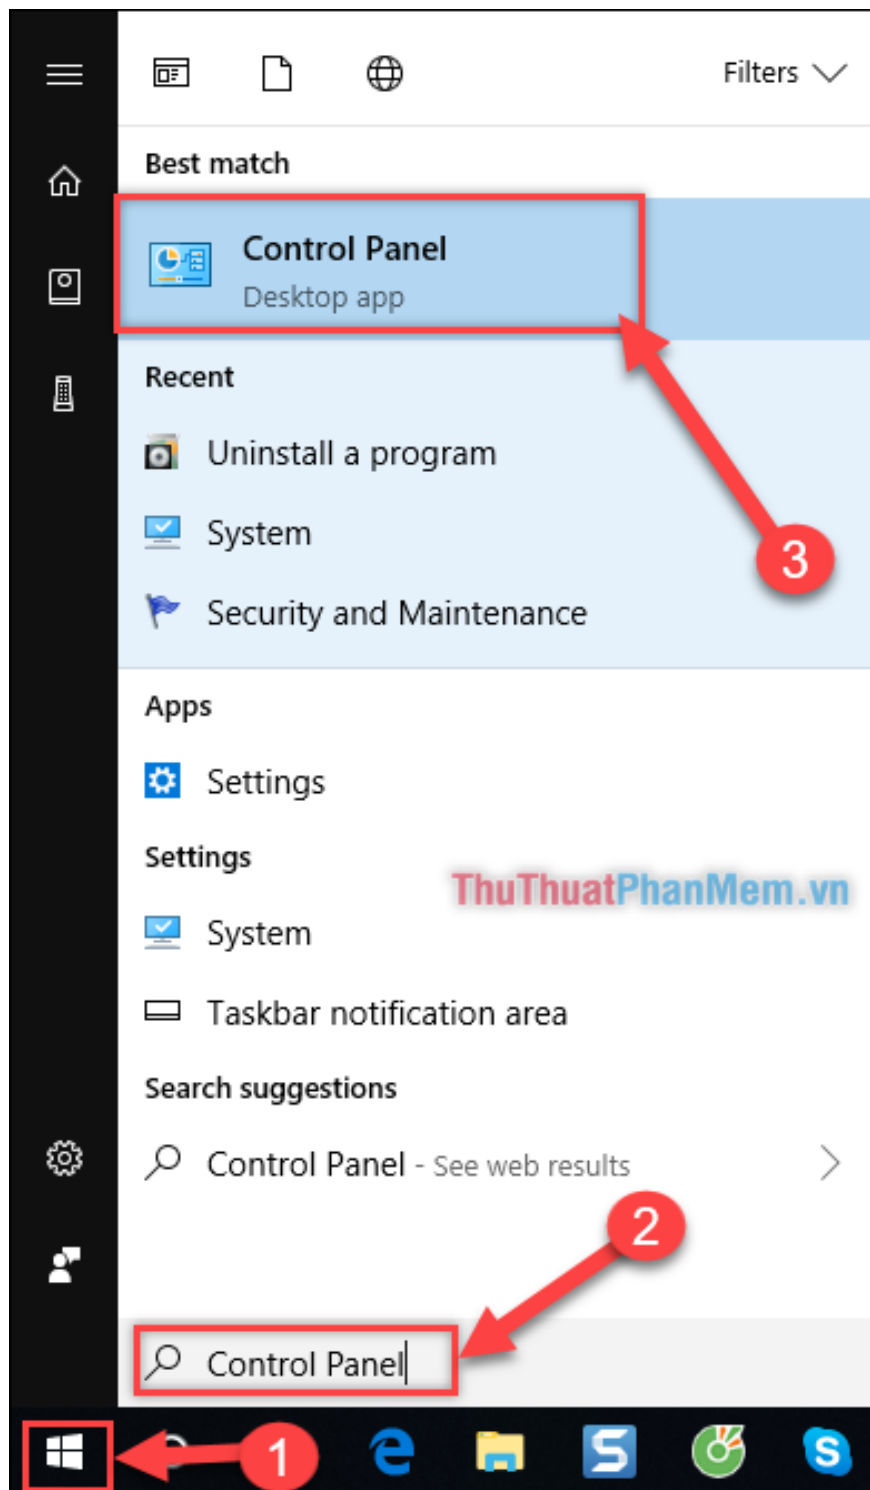 Filters
Best match
Control Panel
Desktop app
Recent
Uninstall a program
System
3
Security and Maintenance
Apps
Settings
Settings
ThuThuatPhanMem.vn
System
Taskbar notification area
Search suggestions
Control Panel - See web results
2
Control Panel
1